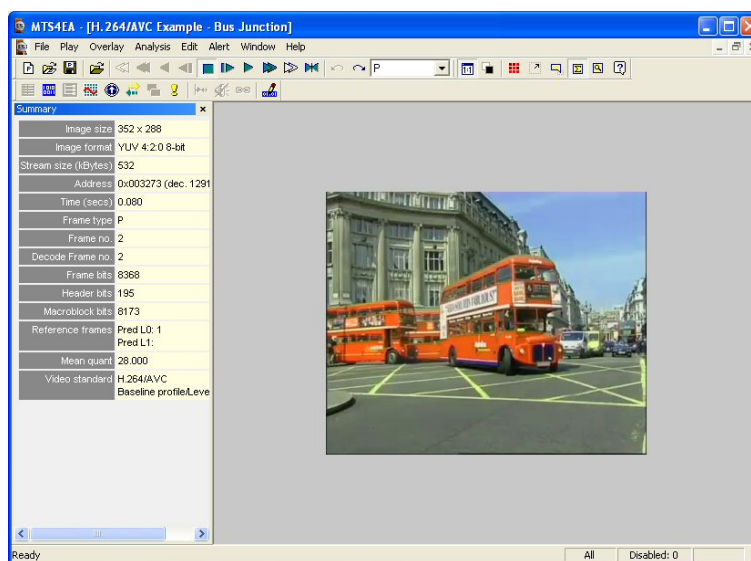 MTS4EA - [H.264/AVC Example - Bus Junction]
File Play Overlay Analysis Edit Alert Window Help
P
1:1
Summary
Image size 352 x 288
Image format YUV 4:2:0 8-bit
Stream size (kBytes) 532
Address 0x003273 (dec. 1291
Time (secs) 0.080
Frame type P
Frame no. 2
Decode Frame no. 2
Frame bits 8368
Header bits 195
Macroblock bits 8173
Reference frames Pred L0: 1
Pred L1:
Mean quant 28.000
Video standard H.264/AVC
Baseline profile/Leve
Ready
All
Disabled: 0